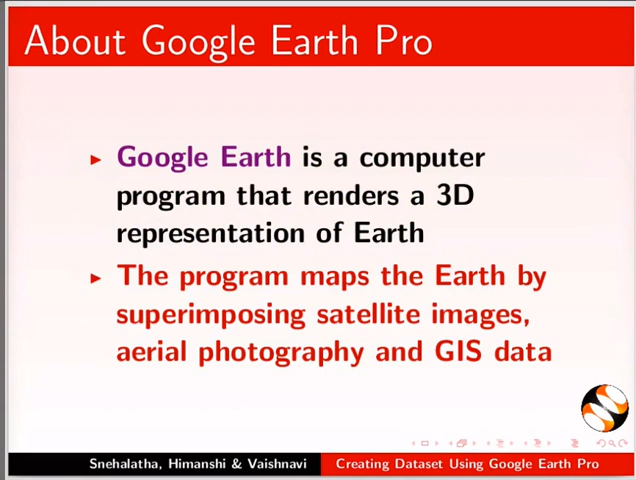 About Google Earth Pro
Google Earth is a computer
program that renders a 3D
representation of Earth
The program maps the Earth by
superimposing satellite images,
aerial photography and GIS data
Snehalatha, Himanshi & Vaishnavi
Creating Dataset Using Google Earth Pro